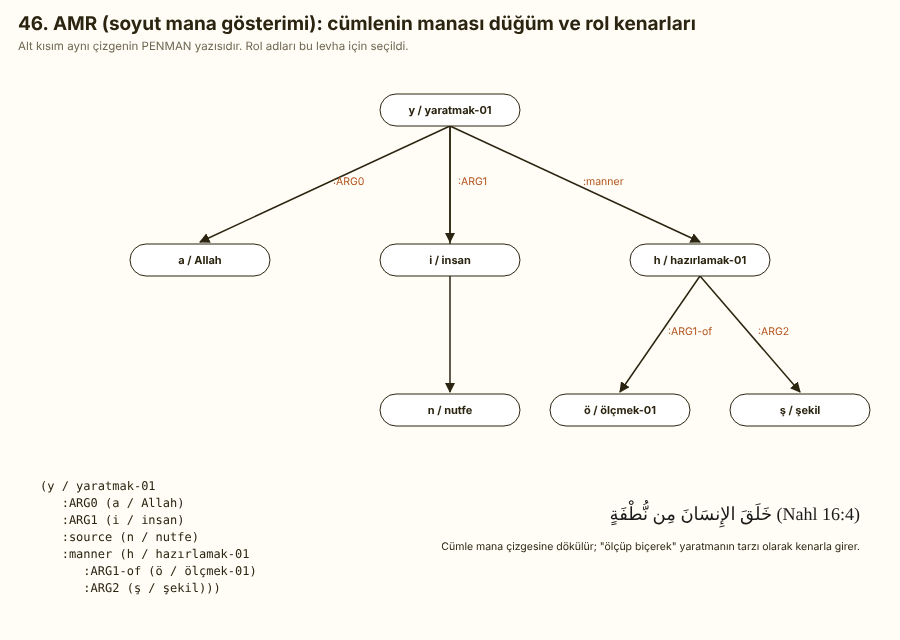 46. AMR (soyut mana gösterimi): cümlenin manası düğüm ve rol kenarları
Alt kısım aynı çizgenin PENMAN yazısıdır. Rol adları bu levha için seçildi.
y / yaratmak-01
:ARG0
:ARG1
:manner
a / Allah
i / insan
h / hazırlamak-01
:ARG1-of
:ARG2
n / nutfe
ö / ölçmek-01
ş / şekil
(y / yaratmak-01
:ARG0 (a / Allah)
:ARG1 (i / insan)
:source (n / nutfe)
:manner (h / hazırlamak-01
:ARG1-of (ö / ölçmek-01)
:ARG2 (ş / şekil)))
خَلَقَ الإِنسَانَ مِن نُّطْفَةٍ (Nahl 16:4)
Cümle mana çizgesine dökülür; "ölçüp biçerek" yaratmanın tarzı olarak kenarla girer.